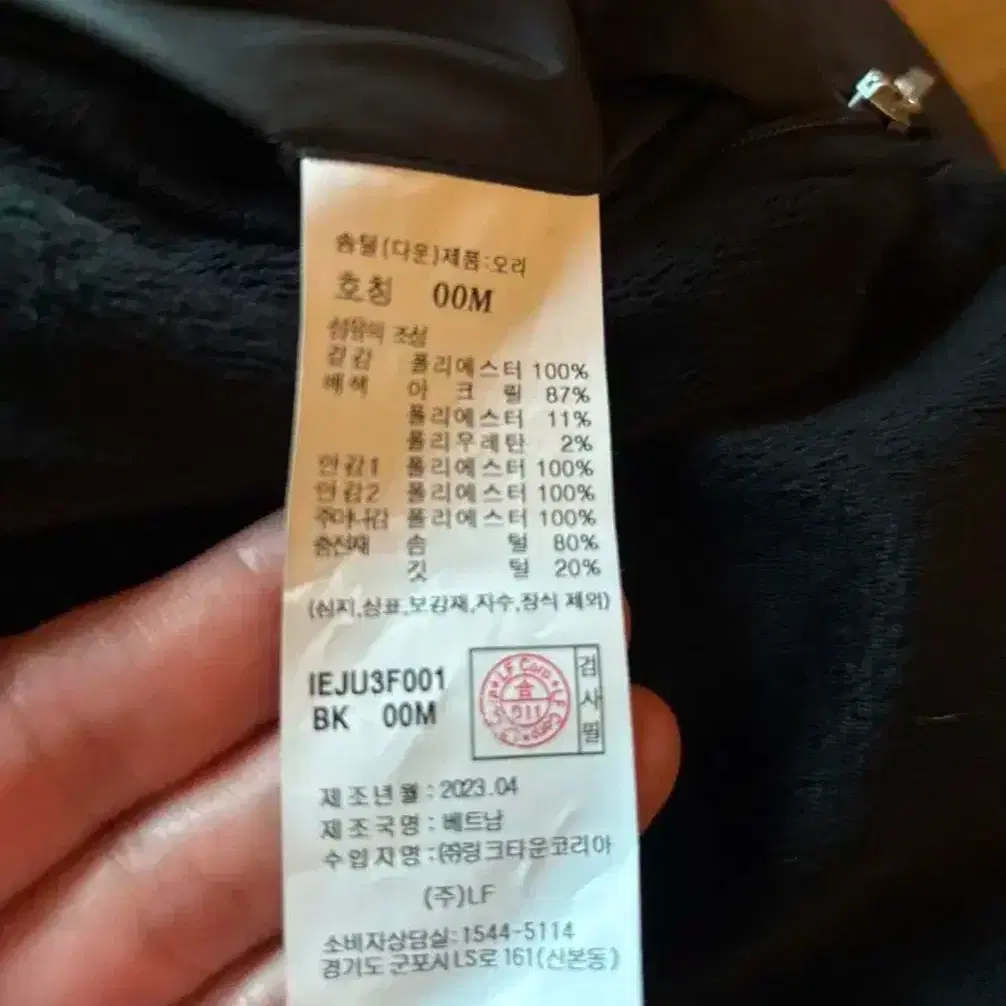 솜털(다운)제품:오리
호칭 00M
섬유의 조성
겉감 폴리에스터 100%
배색 아크릴 87%
폴리에스터 11%
폴리우레탄 2%
안감1 폴리에스터 100%
안감2 폴리에스터 100%
주머니감 폴리에스터 100%
충전재 솜털 80%
깃털 20%
(심지,심표,보강재,자수,장식 제외)
IEJU3F001
BK 00M
LF Corp ★ LF Corp ★
合
011
검사필
제조년월 : 2023.04
제조국명 : 베트남
수입자명 : ㈜링크타운코리아
(주)LF
소비자상담실:1544-5114
경기도 군포시 LS로 161(산본동)